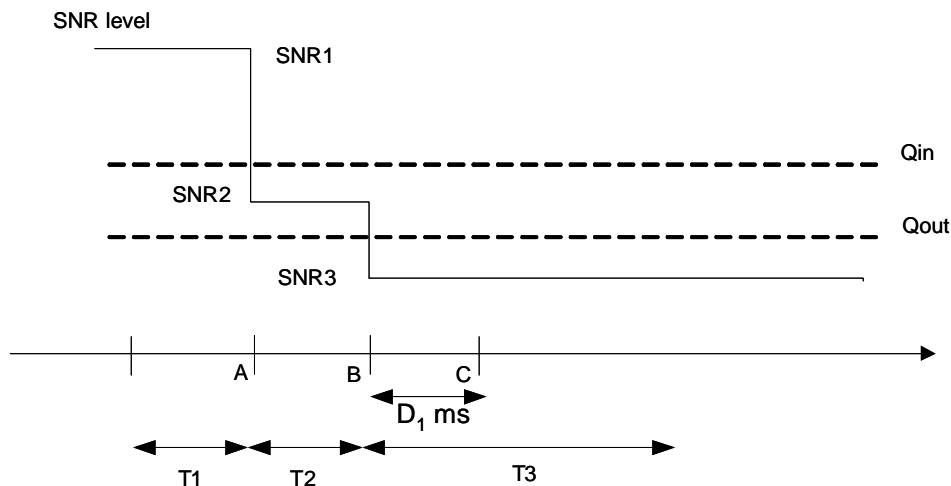 SNR level
SNR1
Qin
SNR2
Qout
SNR3
A
B
C
D₁ ms
T1
T2
T3